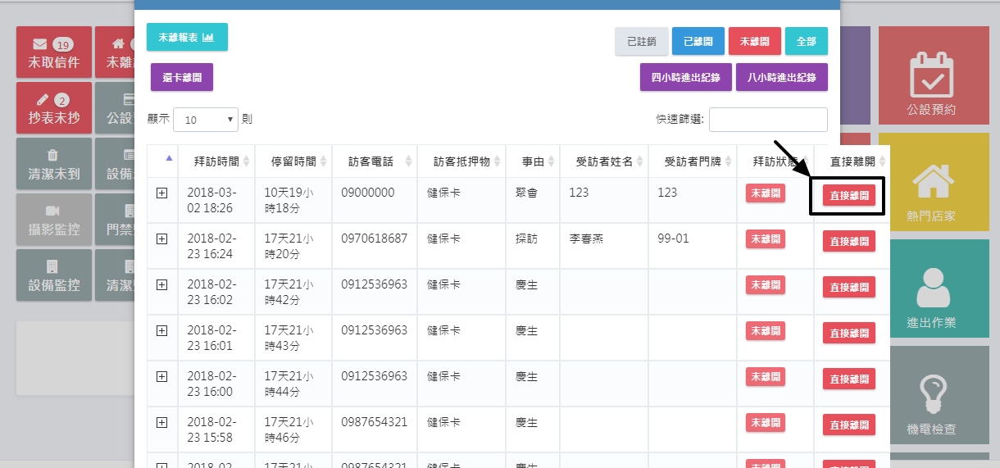 未離報表
已註銷 已離開 未離開 全部
還卡離開
四小時進出紀錄 八小時進出紀錄
顯示 10 則
快速篩選:
19
未取信件
未離
2
抄表未抄
公設
清潔未到
設備
攝影監控
門禁
設備監控
清潔
拜訪時間 停留時間 訪客電話 訪客抵押物 事由 受訪者姓名 受訪者門牌 拜訪狀態 直接離開
2018-03- 10天19小 09000000 健保卡 聚會 123 123 未離開 直接離開
02 18:26 時18分
2018-02- 17天21小 0970618687 健保卡 探訪 李春燕 99-01 未離開 直接離開
23 16:24 時20分
2018-02- 17天21小 0912536963 健保卡 慶生 未離開 直接離開
23 16:02 時42分
2018-02- 17天21小 0912536963 健保卡 慶生 未離開 直接離開
23 16:01 時43分
2018-02- 17天21小 0912536963 健保卡 慶生 未離開 直接離開
23 16:00 時44分
2018-02- 17天21小 0987654321 健保卡 慶生 未離開 直接離開
23 15:58 時46分
2018-02- 17天21小 0987654321 健保卡 慶生 未離開 直接離開
公設預約
熱門店家
進出作業
機電檢查